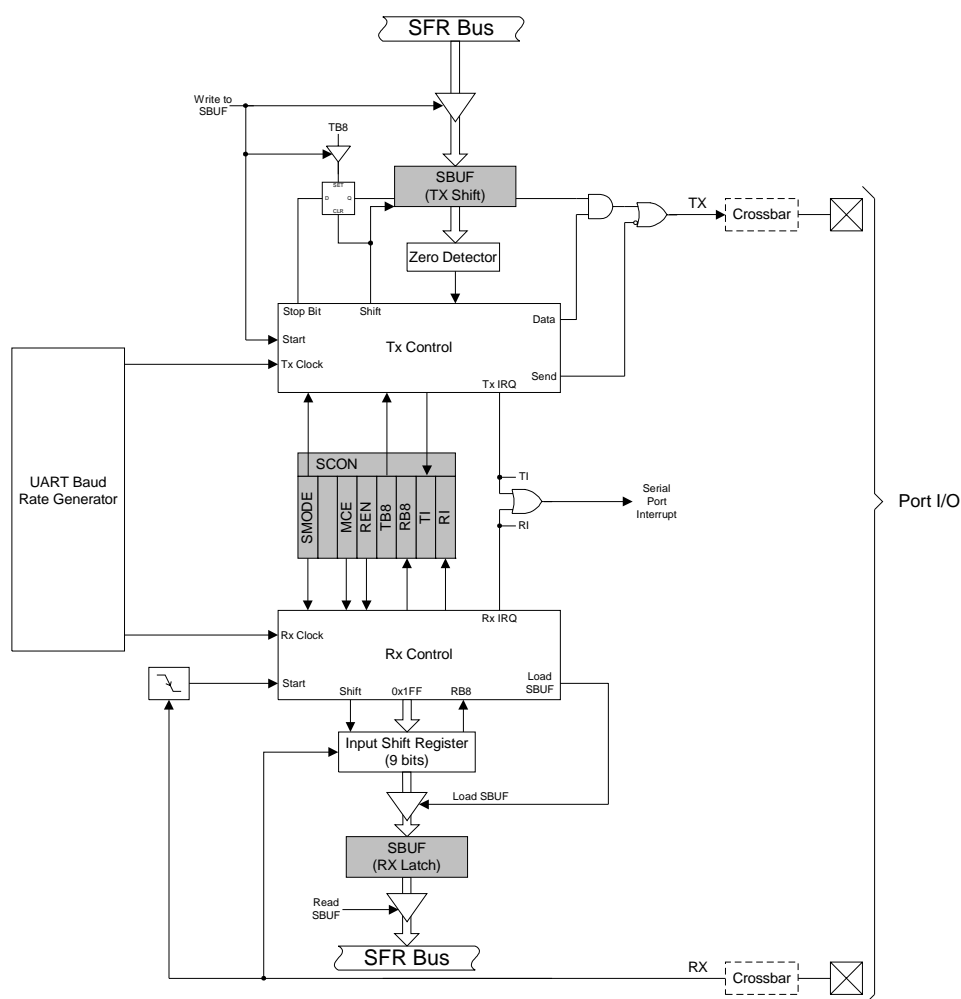 SFR Bus
Write to
SBUF
TB8
SET
D
Q
CLR
SBUF
(TX Shift)
TX
Crossbar
Zero Detector
Stop Bit
Shift
Data
Start
Tx Control
Tx Clock
Send
Tx IRQ
UART Baud
Rate Generator
SCON
SMODE
MCE
REN
TB8
RB8
TI
RI
TI
RI
Serial
Port
Interrupt
Port I/O
Rx IRQ
Rx Clock
Rx Control
Start
Load
SBUF
Shift
0x1FF
RB8
Input Shift Register
(9 bits)
Load SBUF
SBUF
(RX Latch)
Read
SBUF
SFR Bus
RX
Crossbar